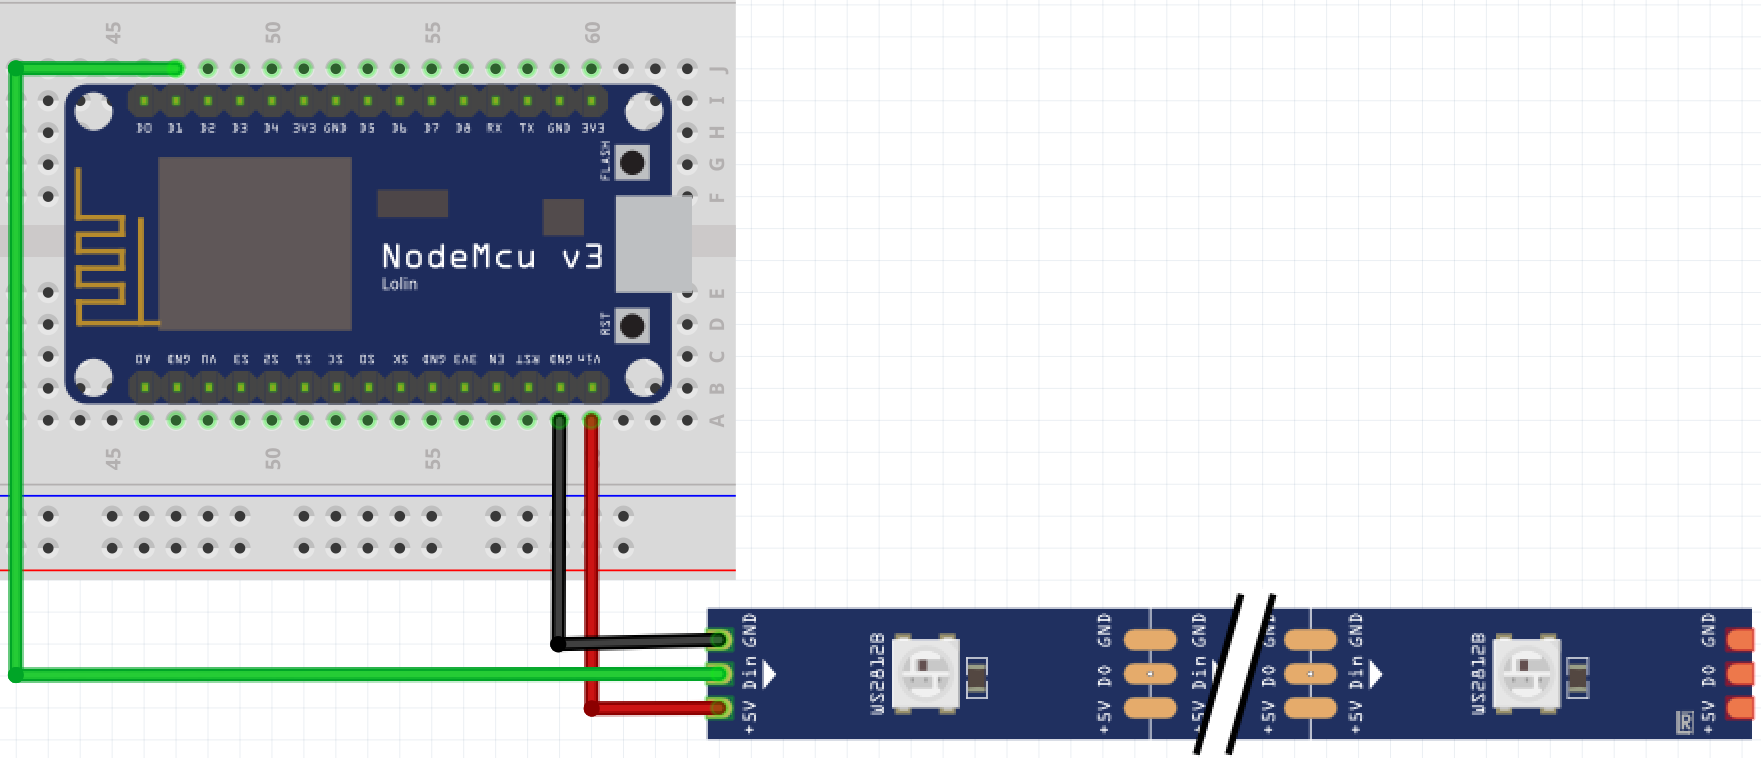 45 50 55 60
J
I
D0 D1 D2 D3 D4 3V3 GND D5 D6 D7 D8 RX TX GND 3V3
H
FLASH
G
F
NodeMcu v3
Lolin
E
RST
D
A0 GND VU S3 S2 S1 SC S0 SK GND 3V3 EN RST GND Vin
C
B
A
45 50 55
GND GND GND GND GND GND
Din DO Din DO Din DO
+5V +5V +5V +5V +5V +5V
WS2812B WS2812B
R